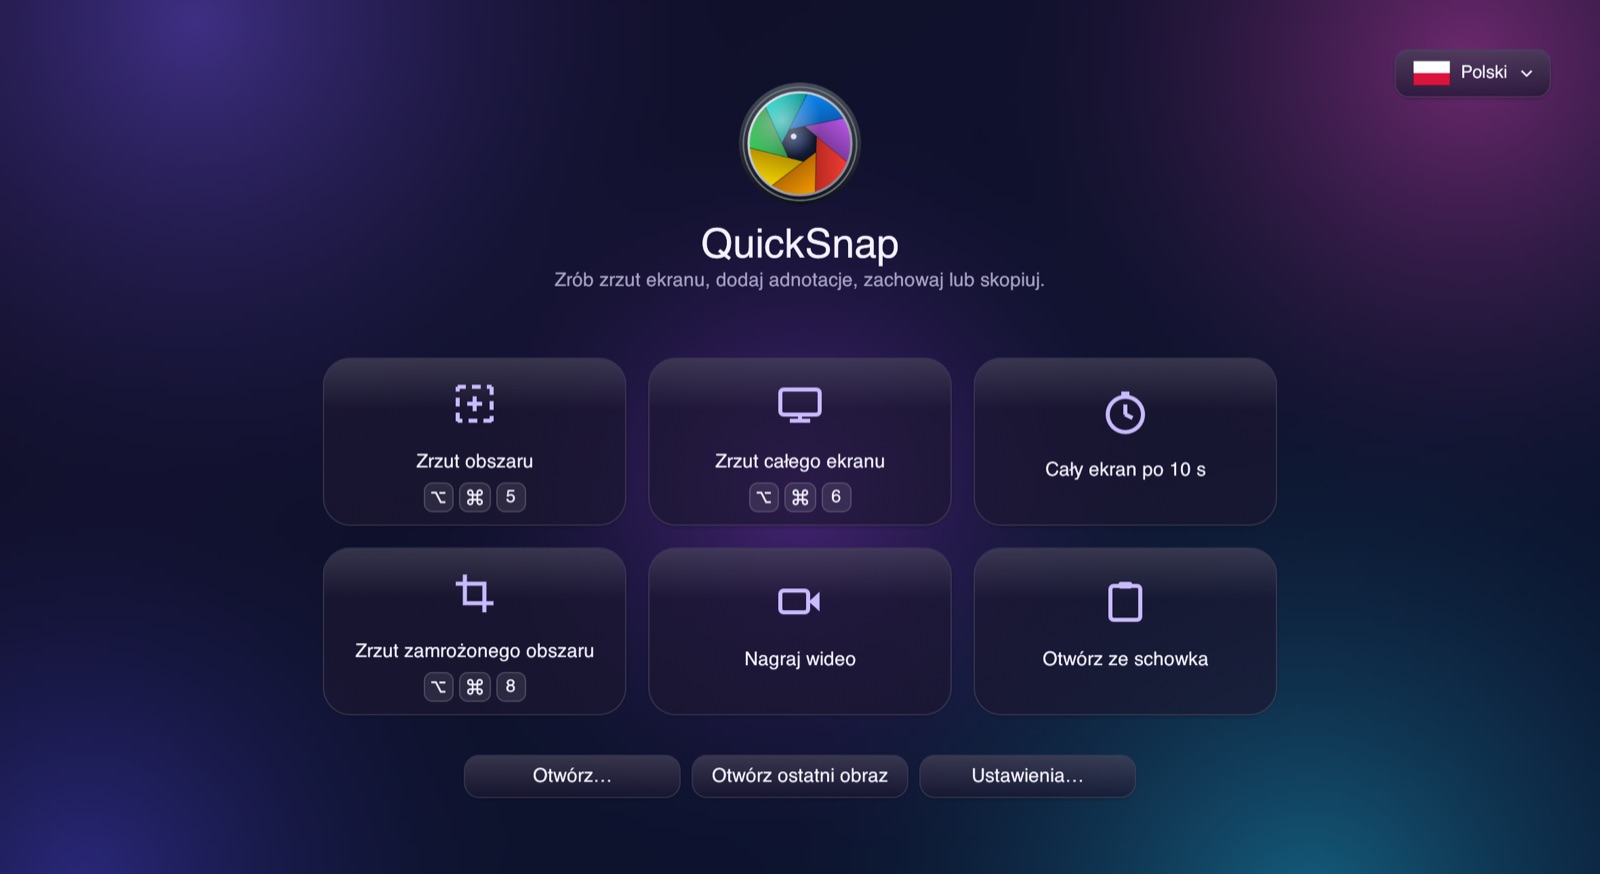 Polski
QuickSnap
Zrób zrzut ekranu, dodaj adnotacje, zachowaj lub skopiuj.
Zrzut obszaru
⌥ ⌘ 5
Zrzut całego ekranu
⌥ ⌘ 6
Cały ekran po 10 s
Zrzut zamrożonego obszaru
⌥ ⌘ 8
Nagraj wideo
Otwórz ze schowka
Otwórz…
Otwórz ostatni obraz
Ustawienia…